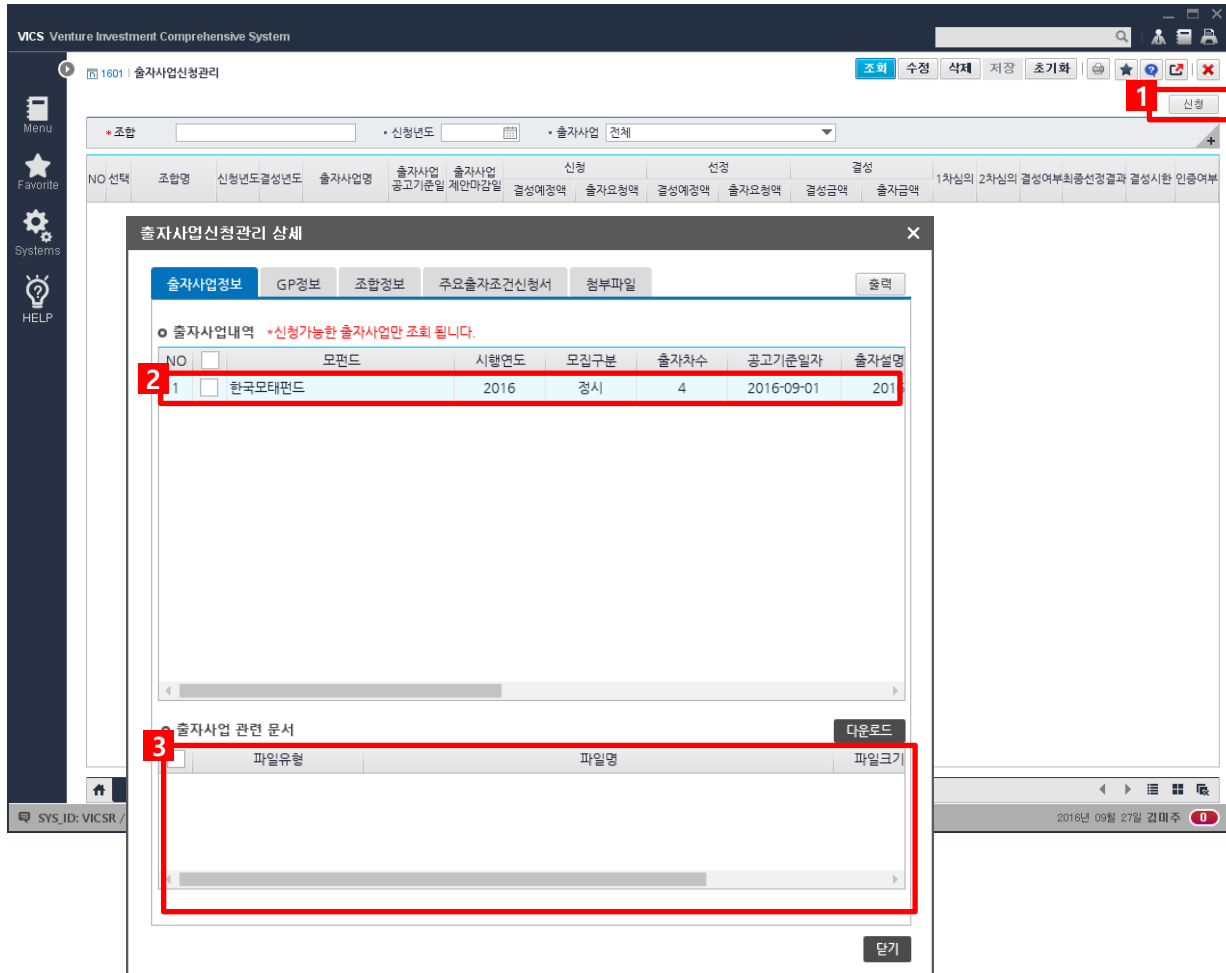 VICS Venture Investment Comprehensive System
1601 | 출자사업신청관리
조회 수정 삭제 저장 초기화
1
신청
Menu
Favorite
Systems
HELP
* 조합 • 신청년도 • 출자사업 전체
NO 선택 조합명 신청년도 결성년도 출자사업명 출자사업 공고기준일 출자사업 제안마감일 신청 선정 결성 1차심의 2차심의 결성여부 최종선정결과 결성시한 인증여부
결성예정액 출자요청액 결성예정액 출자요청액 결성금액 출자금액
출자사업신청관리 상세
출자사업정보 GP정보 조합정보 주요출자조건신청서 첨부파일 출력
출자사업내역 *신청가능한 출자사업만 조회 됩니다.
NO 모펀드 시행연도 모집구분 출자차수 공고기준일자 출자설명
2
1 한국모태펀드 2016 정시 4 2016-09-01 2016
출자사업 관련 문서 다운로드
3
파일유형 파일명 파일크기
SYS_ID: VICSR /
2016년 09월 27일 김미주 0
닫기